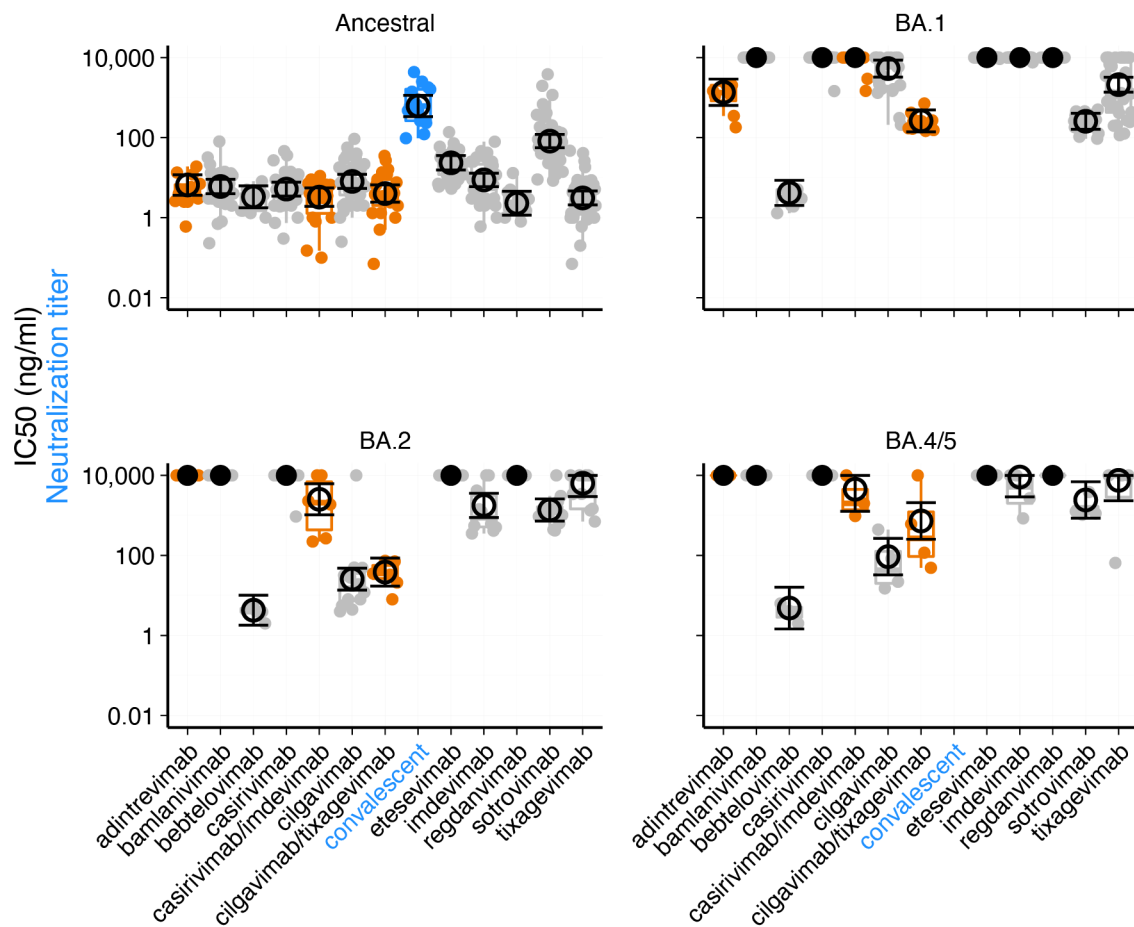 Ancestral
BA.1
10,000
100
1
0.01
IC50 (ng/ml)
Neutralization titer
BA.2
BA.4/5
10,000
100
1
0.01
adintrevimab
bamlanivimab
bebtelovimab
casirivimab
casirivimab/imdevimab
cilgavimab
cilgavimab/tixagevimab
convalescent
etesevimab
imdevimab
regdanvimab
sotrovimab
tixagevimab
adintrevimab
bamlanivimab
bebtelovimab
casirivimab
casirivimab/imdevimab
cilgavimab
cilgavimab/tixagevimab
convalescent
etesevimab
imdevimab
regdanvimab
sotrovimab
tixagevimab